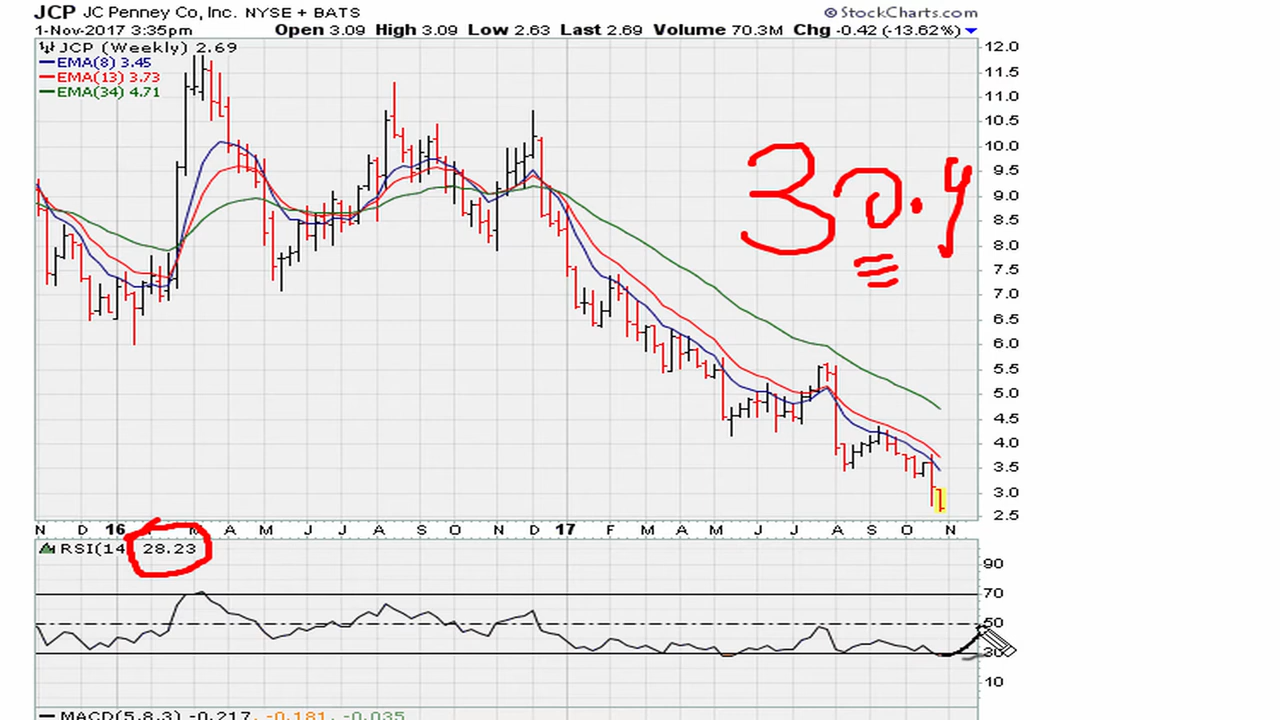 JCP JC Penney Co, Inc. NYSE + BATS
© StockCharts.com
1-Nov-2017 3:35pm
Open 3.09 High 3.09 Low 2.63 Last 2.69 Volume 70.3M Chg -0.42 (-13.62%)
JCP (Weekly) 2.69
EMA(8) 3.45
EMA(13) 3.73
EMA(34) 4.71
12.0
11.5
11.0
10.5
10.0
9.5
9.0
8.5
8.0
7.5
7.0
6.5
6.0
5.5
5.0
4.5
4.0
3.5
3.0
2.5
N D 16 M A M J J A S O N D 17 F M A M J J A S O N
RSI(14 28.23
90
70
50
30
10
MACD(5,8,3) -0.217, -0.181, -0.035